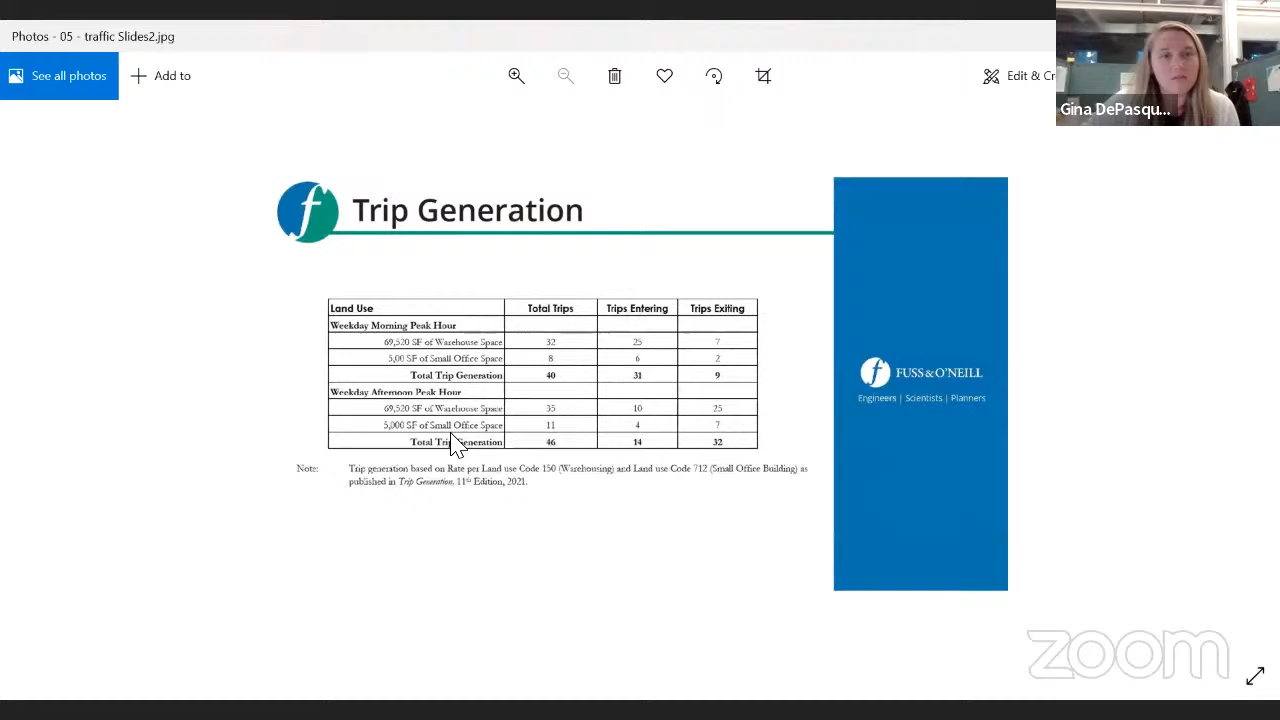 Photos - 05 - traffic Slides2.jpg
See all photos
Add to
Edit & Cr
Gina DePasqu...
f Trip Generation
Land Use Total Trips Trips Entering Trips Exiting
Weekday Morning Peak Hour
69,520 SF of Warehouse Space 32 25 7
5,00 SF of Small Office Space 8 6 2
Total Trip Generation 40 31 9
Weekday Afternoon Peak Hour
69,520 SF of Warehouse Space 35 10 25
5,000 SF of Small Office Space 11 4 7
Total Trip Generation 46 14 32
Note: Trip generation based on Rate per Land use Code 150 (Warehousing) and Land use Code 712 (Small Office Building) as
published in Trip Generation, 11th Edition, 2021.
f FUSS & O'NEILL
Engineers | Scientists | Planners
zoom